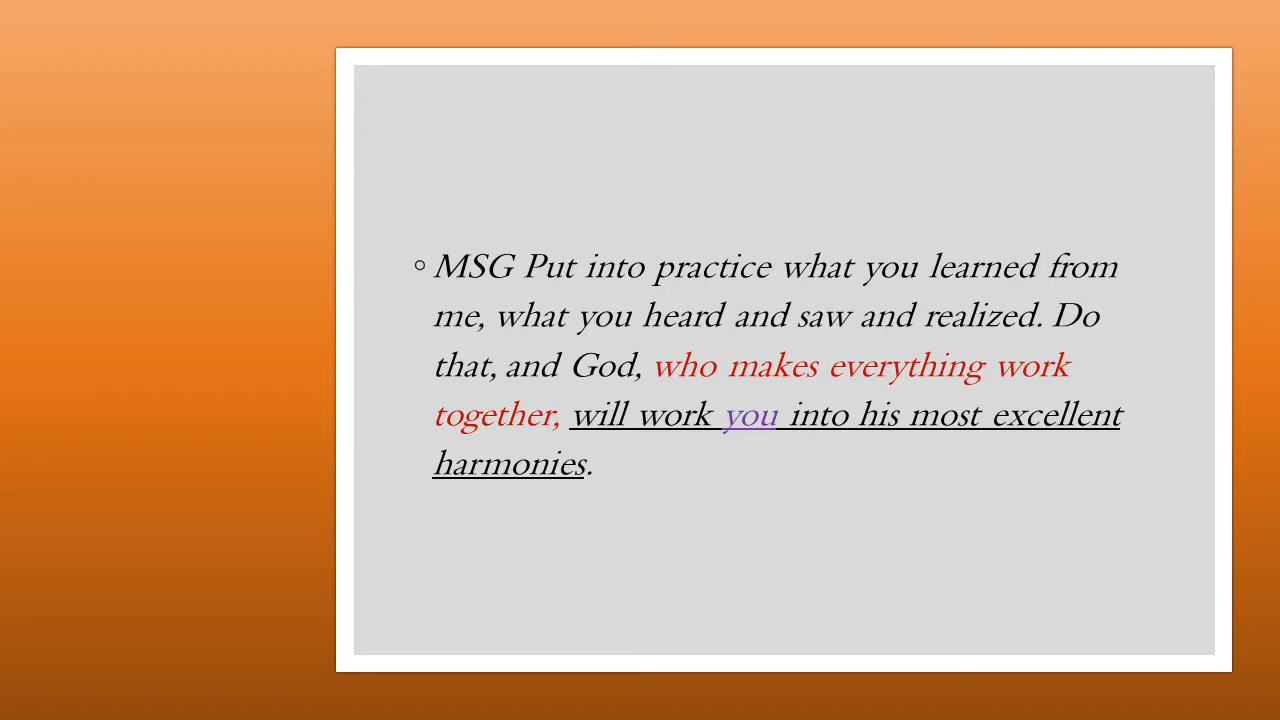 ◦ MSG Put into practice what you learned from
me, what you heard and saw and realized. Do
that, and God, who makes everything work
together, will work you into his most excellent
harmonies.